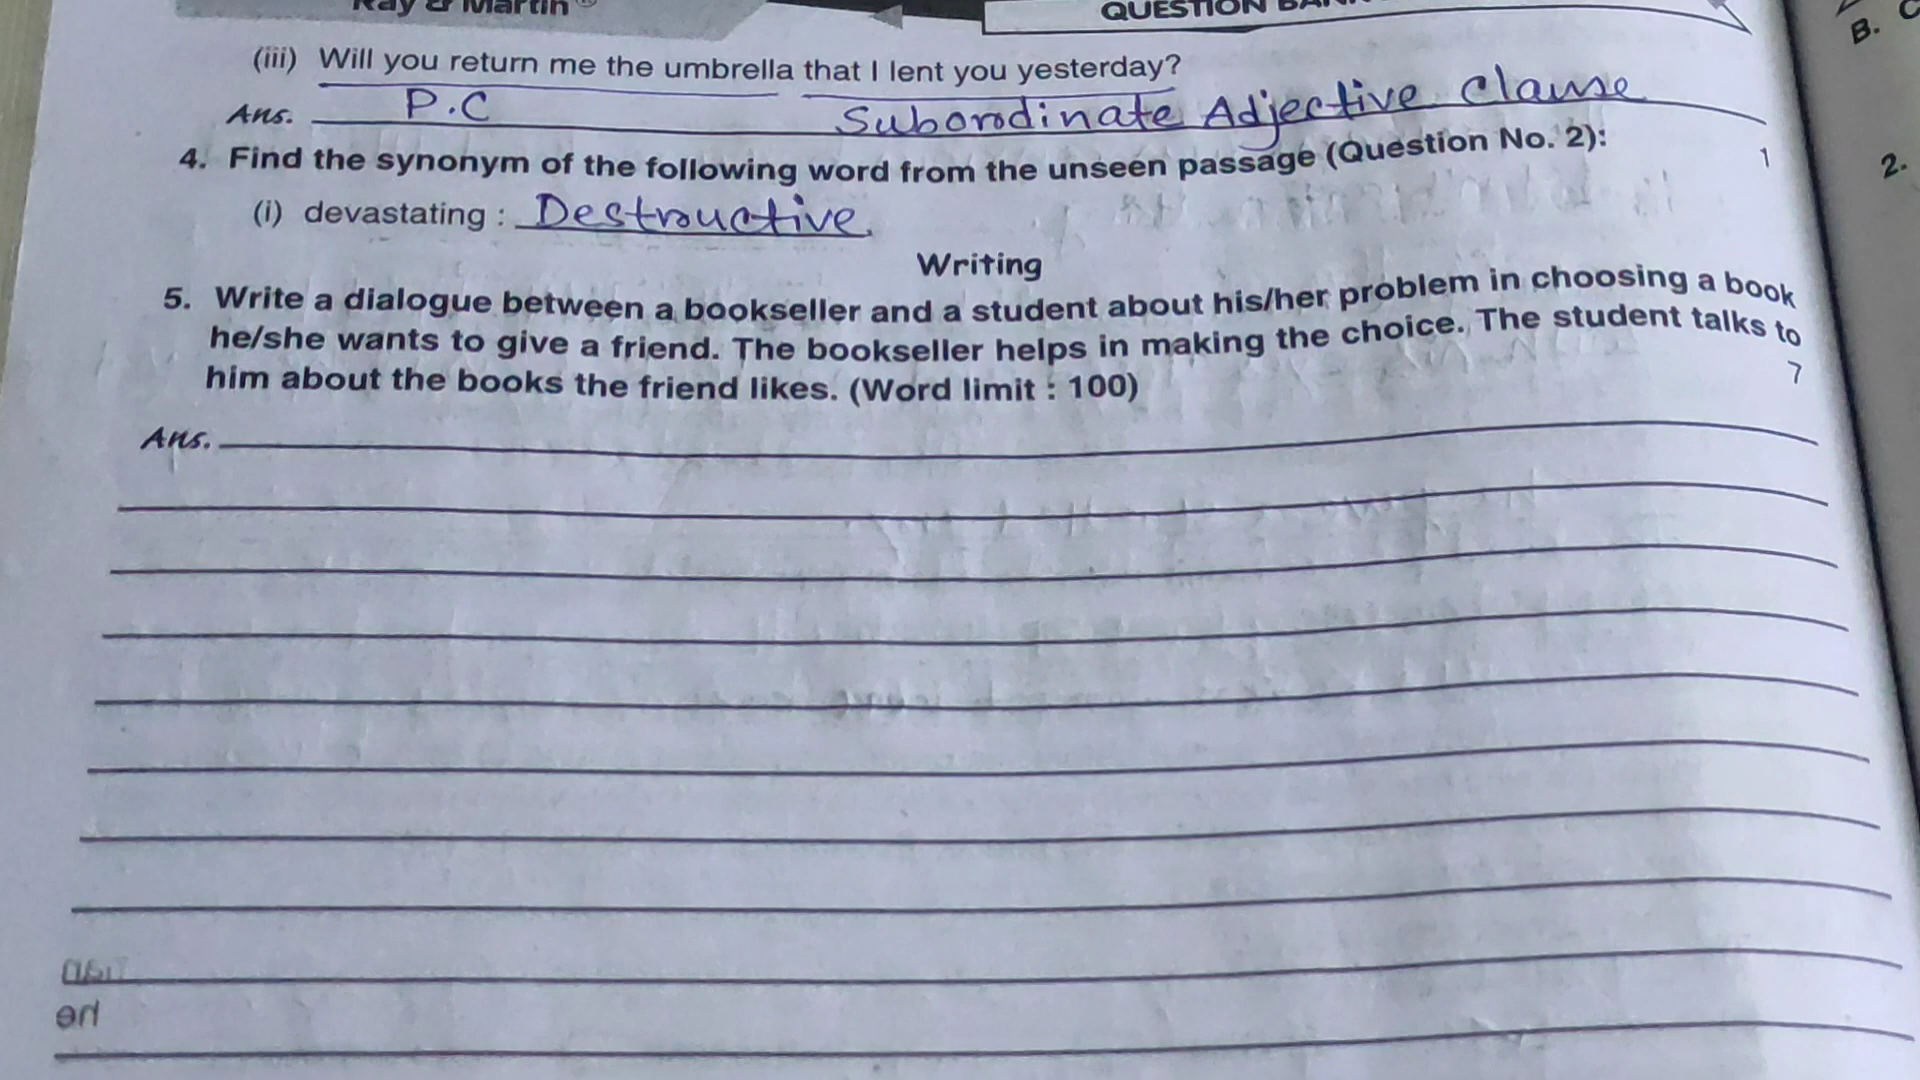 Ray & Martin
QUESTION BANK
(iii) Will you return me the umbrella that I lent you yesterday?
Ans. P.C Subordinate Adjective Clause
4. Find the synonym of the following word from the unseen passage (Question No. 2): 1
(i) devastating : Destructive.
Writing
5. Write a dialogue between a bookseller and a student about his/her problem in choosing a book
he/she wants to give a friend. The bookseller helps in making the choice. The student talks to
him about the books the friend likes. (Word limit : 100) 7
Ans.
B.
2.